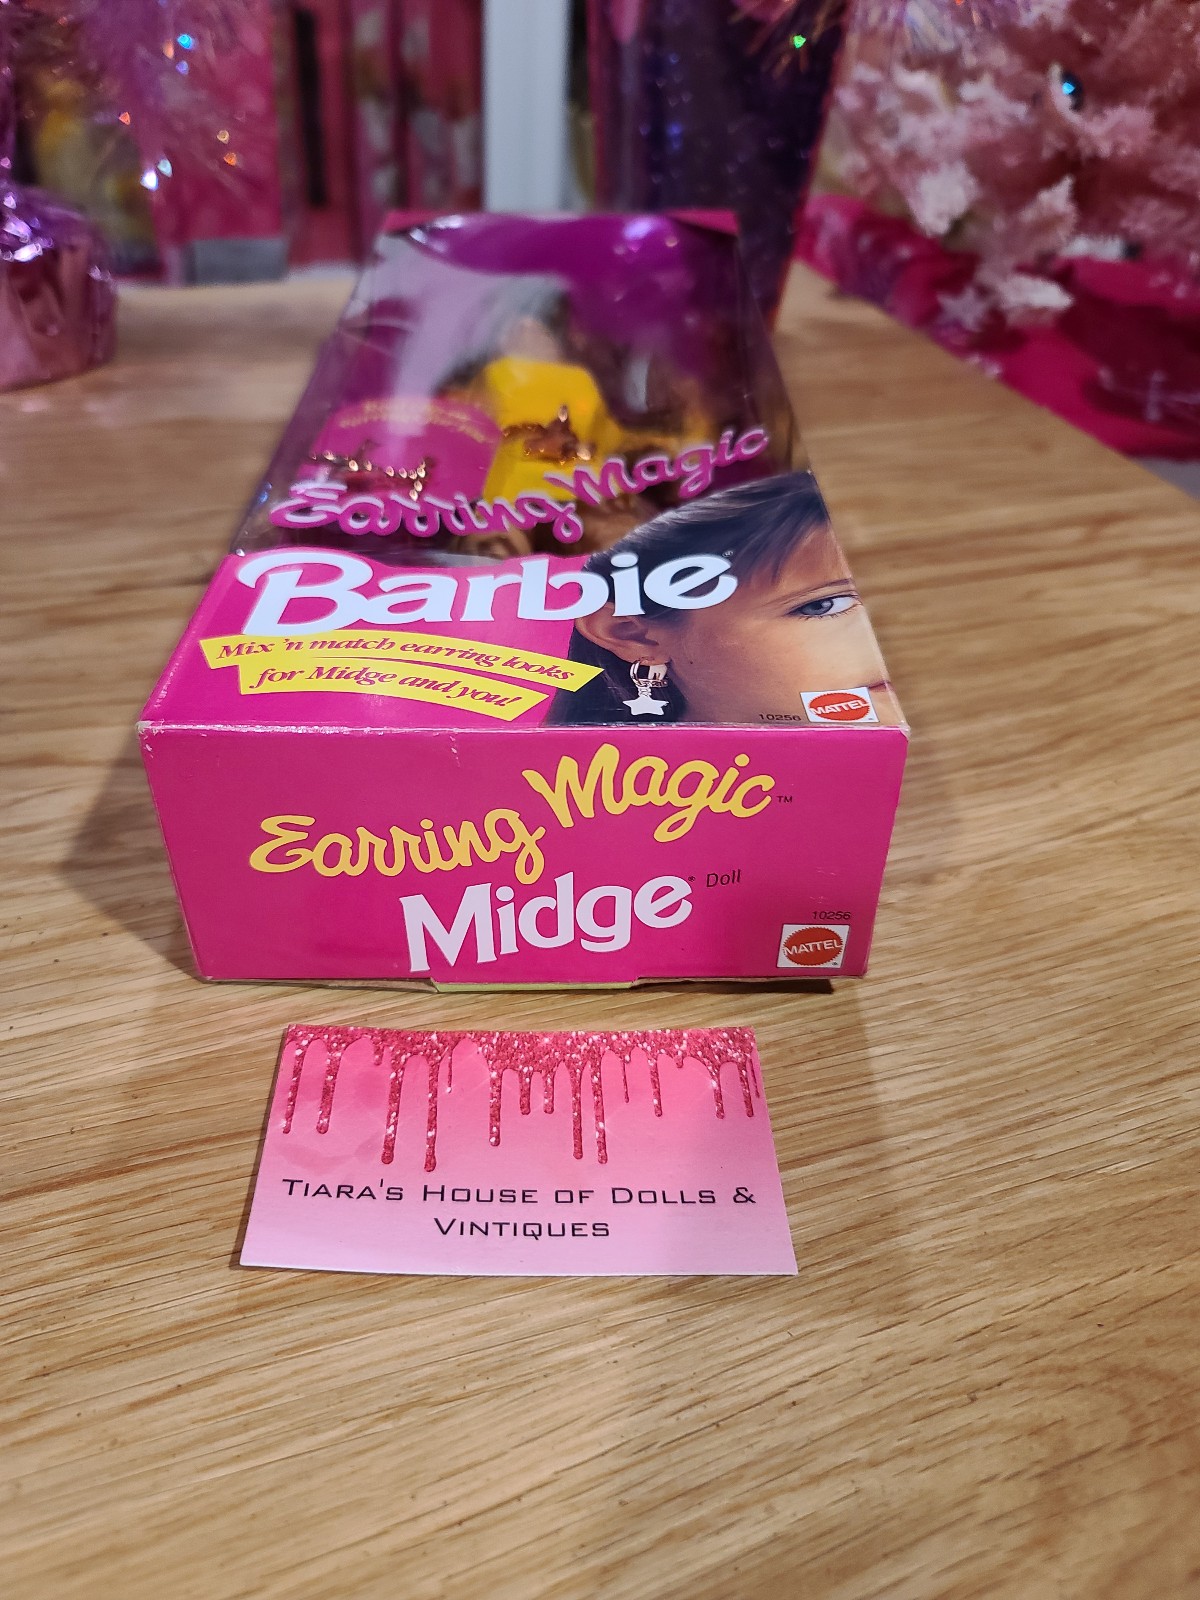 Earring Magic
Barbie®
Mix 'n match earring looks
for Midge and you!
10256
MATTEL
Earring Magic™
Midge® Doll
10256
MATTEL
TIARA'S HOUSE OF DOLLS &
VINTIQUES